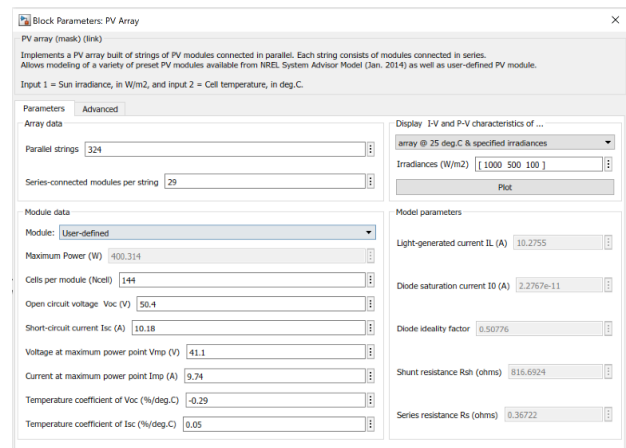 Block Parameters: PV Array
PV array (mask) (link)
Implements a PV array built of strings of PV modules connected in parallel. Each string consists of modules connected in series.
Allows modeling of a variety of preset PV modules available from NREL System Advisor Model (Jan. 2014) as well as user-defined PV module.
Input 1 = Sun irradiance, in W/m2, and input 2 = Cell temperature, in deg.C.
Parameters Advanced
Array data
Parallel strings 324
Series-connected modules per string 29
Display I-V and P-V characteristics of ...
array @ 25 deg.C & specified irradiances
Irradiances (W/m2) [ 1000 500 100 ]
Plot
Module data
Module: User-defined
Maximum Power (W) 400.314
Cells per module (Ncell) 144
Open circuit voltage Voc (V) 50.4
Short-circuit current Isc (A) 10.18
Voltage at maximum power point Vmp (V) 41.1
Current at maximum power point Imp (A) 9.74
Temperature coefficient of Voc (%/deg.C) -0.29
Temperature coefficient of Isc (%/deg.C) 0.05
Model parameters
Light-generated current IL (A) 10.2755
Diode saturation current I0 (A) 2.2767e-11
Diode ideality factor 0.50776
Shunt resistance Rsh (ohms) 816.6924
Series resistance Rs (ohms) 0.36722